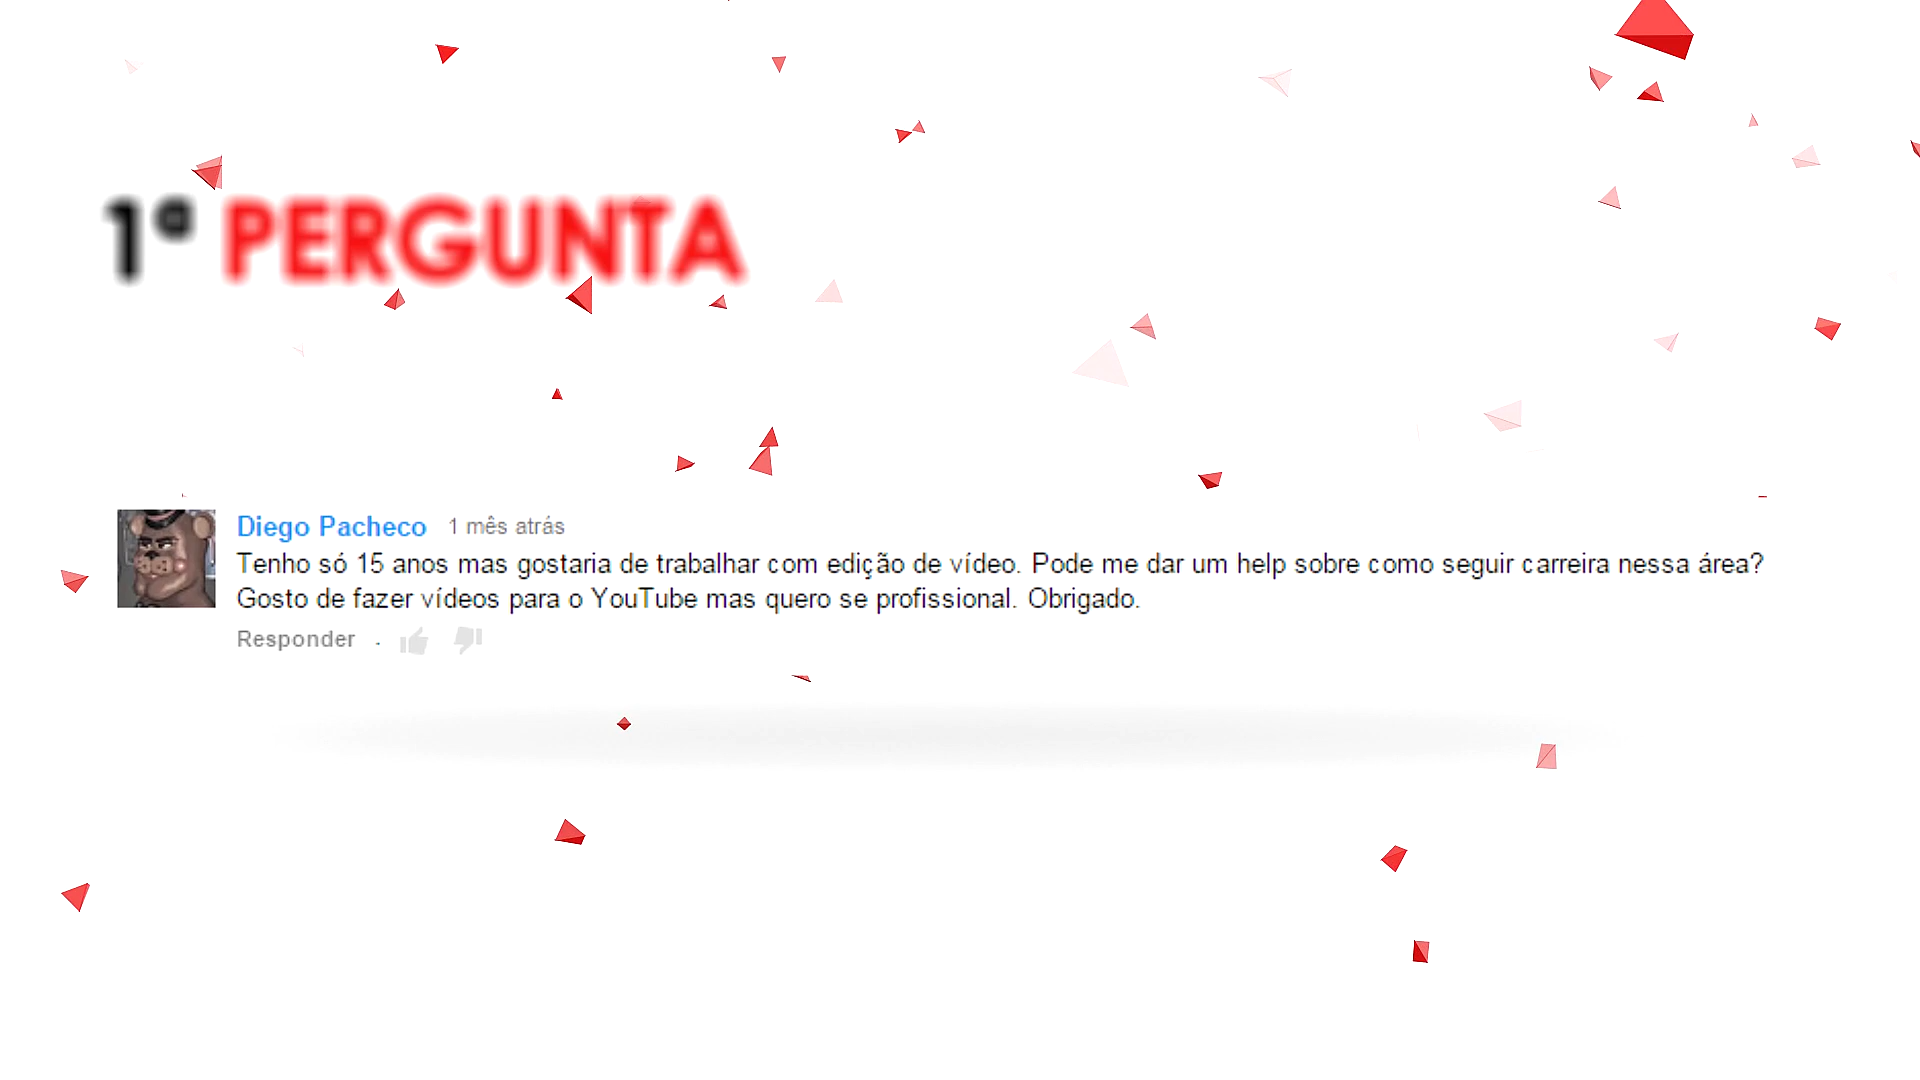 1ª PERGUNTA
Diego Pacheco 1 mês atrás
Tenho só 15 anos mas gostaria de trabalhar com edição de vídeo. Pode me dar um help sobre como seguir carreira nessa área?
Gosto de fazer vídeos para o YouTube mas quero se profissional. Obrigado.
Responder .